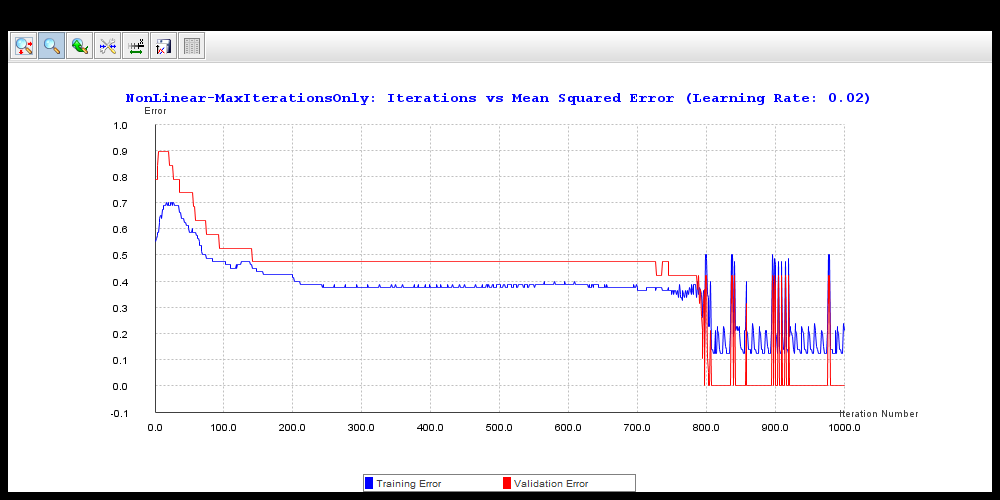 NonLinear-MaxIterationsOnly: Iterations vs Mean Squared Error (Learning Rate: 0.02)
Error
1.0
0.9
0.8
0.7
0.6
0.5
0.4
0.3
0.2
0.1
0.0
-0.1
Iteration Number
0.0 100.0 200.0 300.0 400.0 500.0 600.0 700.0 800.0 900.0 1000.0
Training Error Validation Error